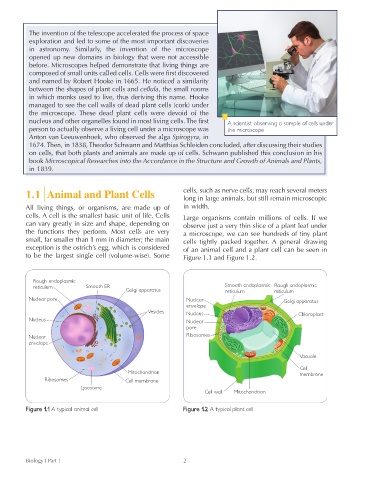 The invention of the telescope accelerated the process of space
exploration and led to some of the most important discoveries
in astronomy. Similarly, the invention of the microscope
opened up new domains in biology that were not accessible
before. Microscopes helped demonstrate that living things are
composed of small units called cells. Cells were first discovered
and named by Robert Hooke in 1665. He noticed a similarity
between the shapes of plant cells and cellula, the small rooms
in which monks used to live, thus deriving this name. Hooke
managed to see the cell walls of dead plant cells (cork) under
the microscope. These dead plant cells were devoid of the
nucleus and other organelles found in most living cells. The first
person to actually observe a living cell under a microscope was
Anton van Leeuwenhoek, who observed the alga Spirogyra, in
1674. Then, in 1838, Theodor Schwann and Matthias Schleiden concluded, after discussing their studies
on cells, that both plants and animals are made up of cells. Schwann published this conclusion in his
book Microscopical Researches into the Accordance in the Structure and Growth of Animals and Plants,
in 1839.
A scientist observing a sample of cells under
the microscope
1.1 Animal and Plant Cells
All living things, or organisms, are made up of
cells. A cell is the smallest basic unit of life. Cells
can vary greatly in size and shape, depending on
the functions they perform. Most cells are very
small, far smaller than 1 mm in diameter; the main
exception is the ostrich's egg, which is considered
to be the largest single cell (volume-wise). Some
cells, such as nerve cells, may reach several meters
long in large animals, but still remain microscopic
in width.
Large organisms contain millions of cells. If we
observe just a very thin slice of a plant leaf under
a microscope, we can see hundreds of tiny plant
cells tightly packed together. A general drawing
of an animal cell and a plant cell can be seen in
Figure 1.1 and Figure 1.2.
Rough endoplasmic
reticulum
Smooth ER
Golgi apparatus
Nuclear pore
Vesicles
Nucleus
Nuclear
envelope
Mitochondrion
Ribosomes
Cell membrane
Lysosome
Figure 1.1 A typical animal cell
Smooth endoplasmic
reticulum
Rough endoplasmic
reticulum
Nuclear
envelope
Golgi apparatus
Nucleus
Chloroplast
Nuclear
pore
Ribosomes
Vacuole
Cell
membrane
Cell wall
Mitochondrion
Figure 1.2 A typical plant cell
Biology I Part 1
2